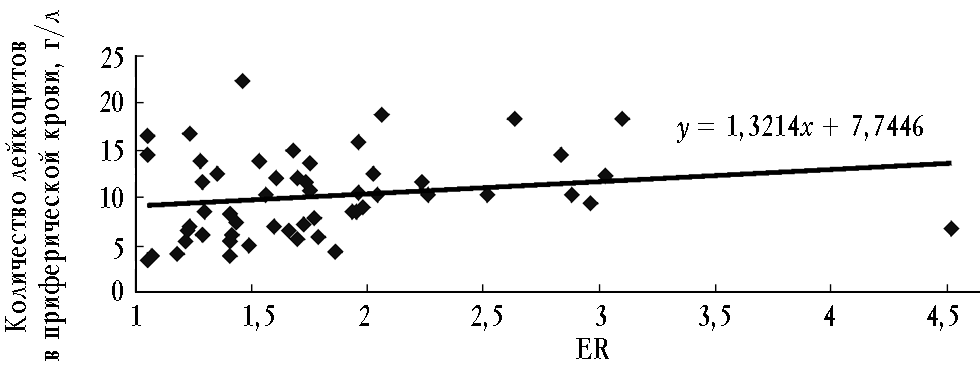 Количество лейкоцитов
в приферической крови, г/л
25
20
15
10
5
0
y = 1,3214x + 7,7446
1 1,5 2 2,5 3 3,5 4 4,5
ER